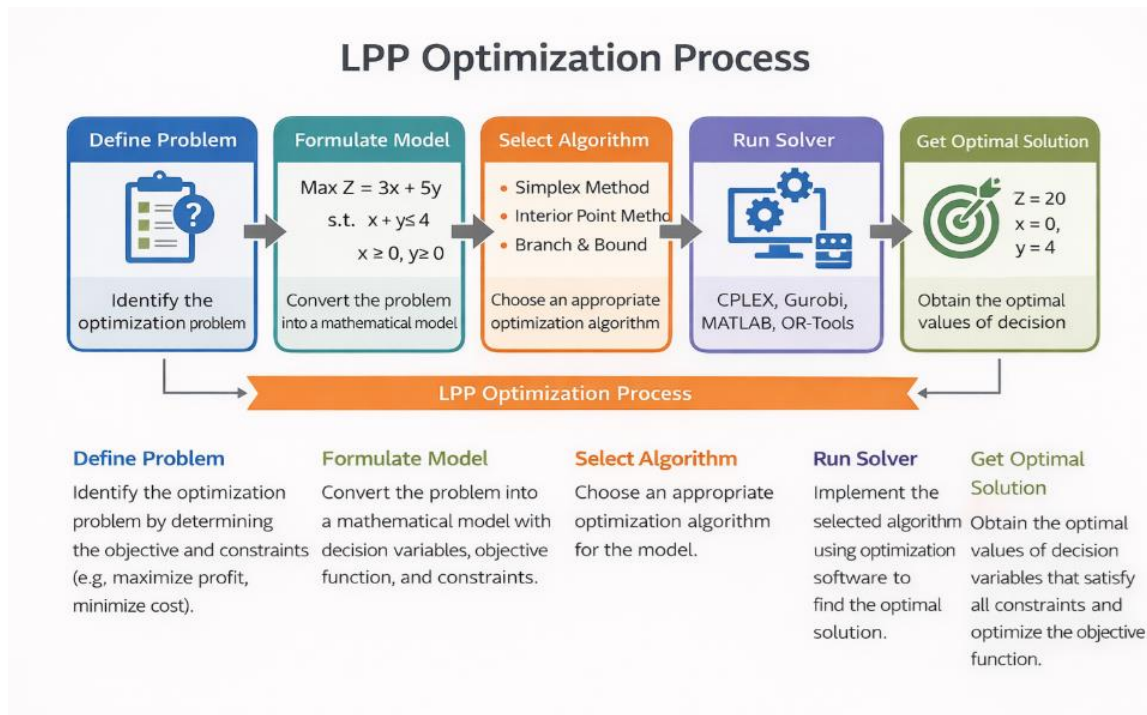 LPP Optimization Process
Define Problem
Identify the
optimization problem
Formulate Model
Max Z = 3x + 5y
s.t. x + y ≤ 4
x ≥ 0, y ≥ 0
Convert the problem
into a mathematical model
Select Algorithm
• Simplex Method
• Interior Point Metho
• Branch & Bound
Choose an appropriate
optimization algorithm
Run Solver
CPLEX, Gurobi,
MATLAB, OR-Tools
Get Optimal Solution
Z = 20
x = 0,
y = 4
Obtain the optimal
values of decision
?
LPP Optimization Process
Define Problem
Identify the optimization
problem by determining
the objective and constraints
(e.g, maximize profit,
minimize cost).
Formulate Model
Convert the problem into
a mathematical model with
decision variables, objective
function, and constraints.
Select Algorithm
Choose an appropriate
optimization algorithm
for the model.
Run Solver
Implement the
selected algorithm
using optimization
software to
find the optimal
solution.
Get Optimal
Solution
Obtain the optimal
values of decision
variables that satisfy
all constraints and
optimize the objective
function.